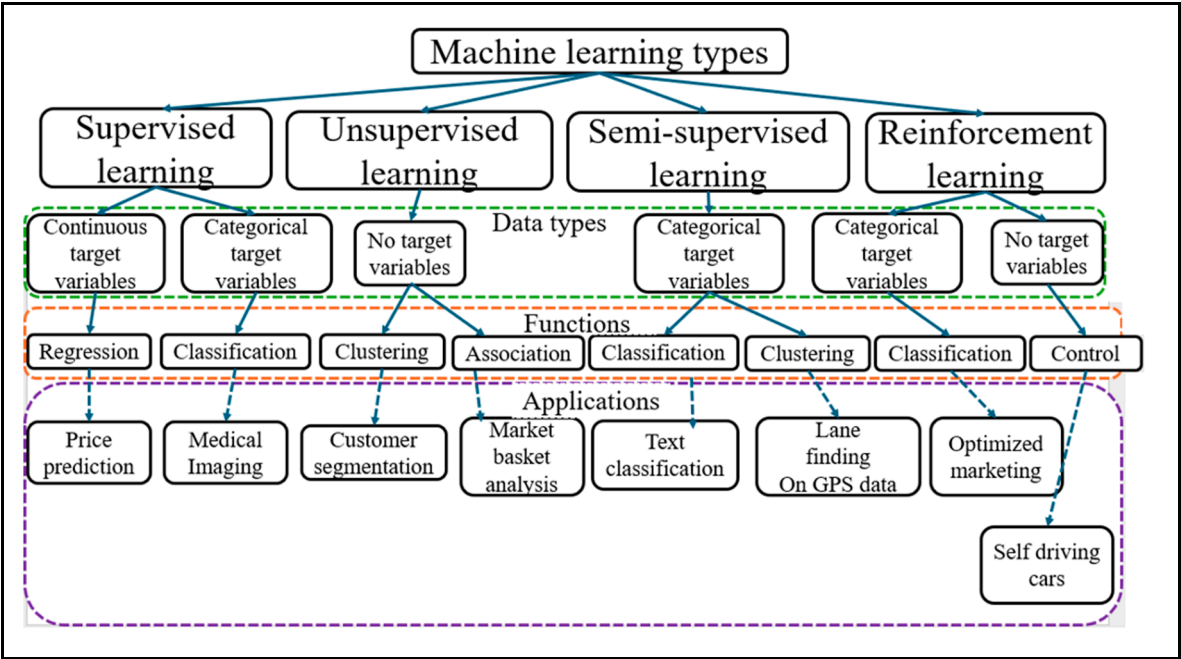 Machine learning types
Supervised
learning
Unsupervised
learning
Semi-supervised
learning
Reinforcement
learning
Data types
Continuous
target
variables
Categorical
target
variables
No target
variables
Categorical
target
variables
Categorical
target
variables
No target
variables
Functions
Regression
Classification
Clustering
Association
Classification
Clustering
Classification
Control
Applications
Price
prediction
Medical
Imaging
Customer
segmentation
Market
basket
analysis
Text
classification
Lane
finding
On GPS data
Optimized
marketing
Self driving
cars